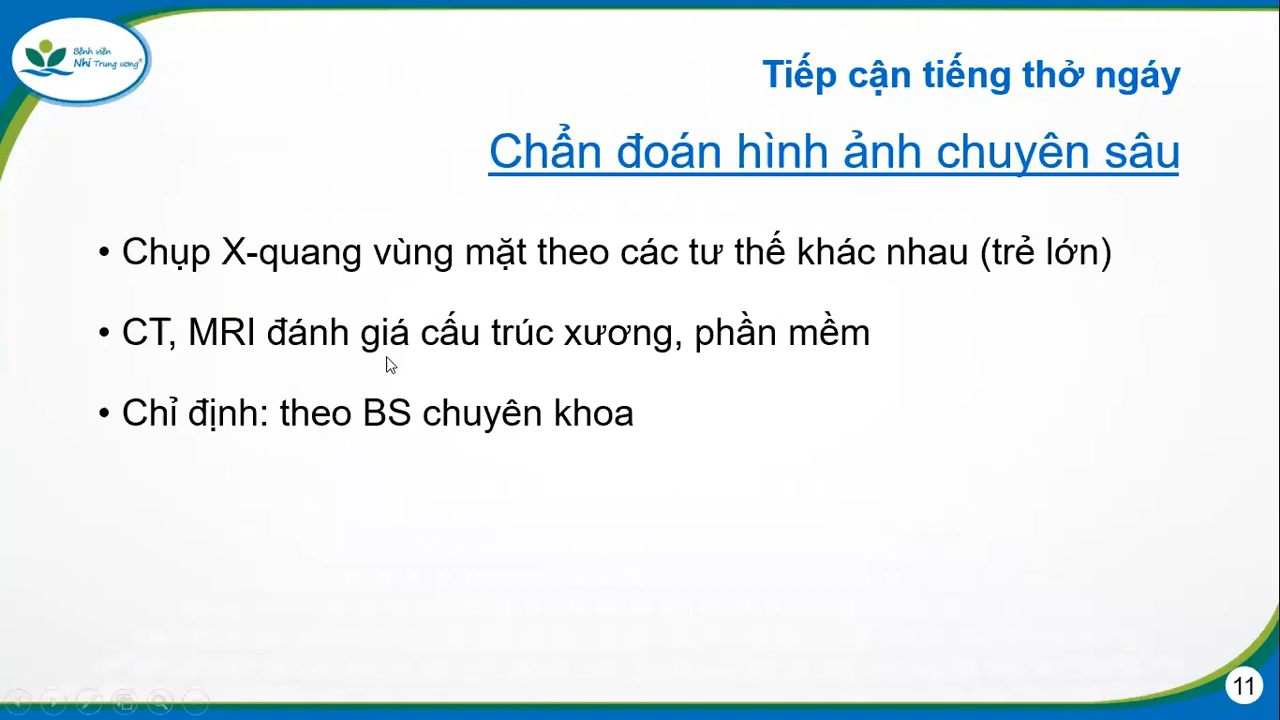 Bệnh viện
Nhi Trung ương®
Tiếp cận tiếng thở ngáy
Chẩn đoán hình ảnh chuyên sâu
• Chụp X-quang vùng mặt theo các tư thế khác nhau (trẻ lớn)
• CT, MRI đánh giá cấu trúc xương, phần mềm
• Chỉ định: theo BS chuyên khoa
11